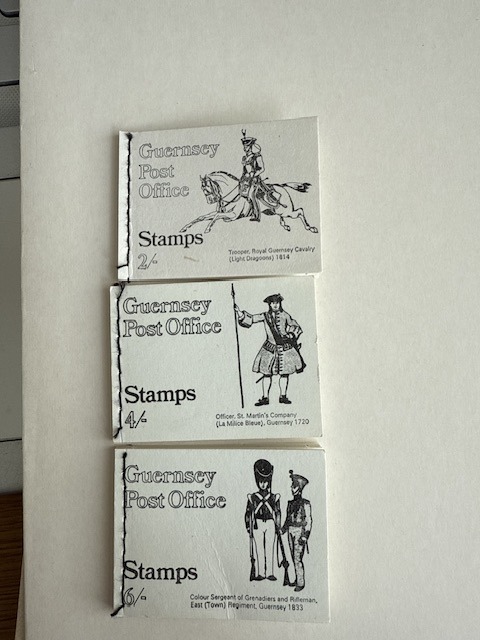 Guernsey
Post
Office
Stamps
2/-
Trooper, Royal Guernsey Cavalry
(Light Dragoons) 1814
Guernsey
Post Office
Stamps
4/-
Officer, St. Martin's Company
(La Milice Bleue), Guernsey 1720
Guernsey
Post Office
Stamps
6/-
Colour Sergeant of Grenadiers and Rifleman,
East (Town) Regiment, Guernsey 1833